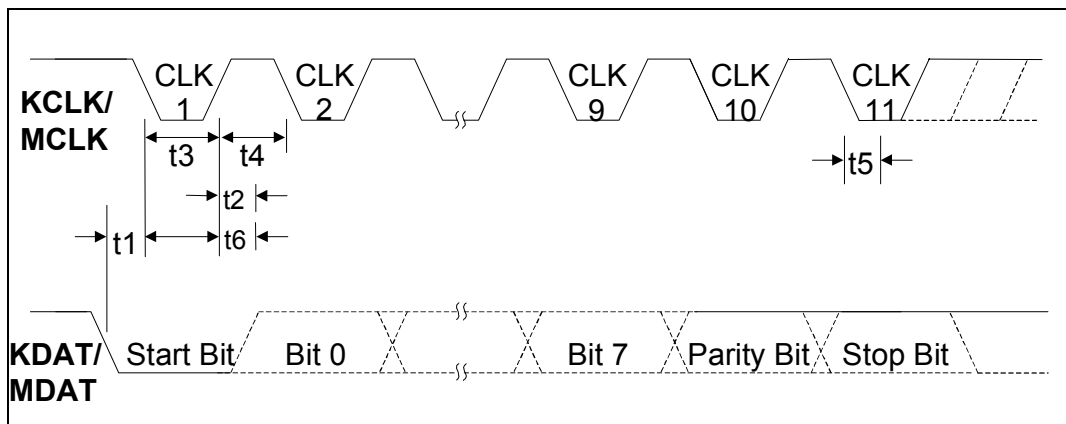 CLK CLK CLK CLK CLK
1 2 9 10 11
KCLK/
MCLK
t3 t4 t5
t2
t1 t6
KDAT/
MDAT
Start Bit Bit 0 Bit 7 Parity Bit Stop Bit